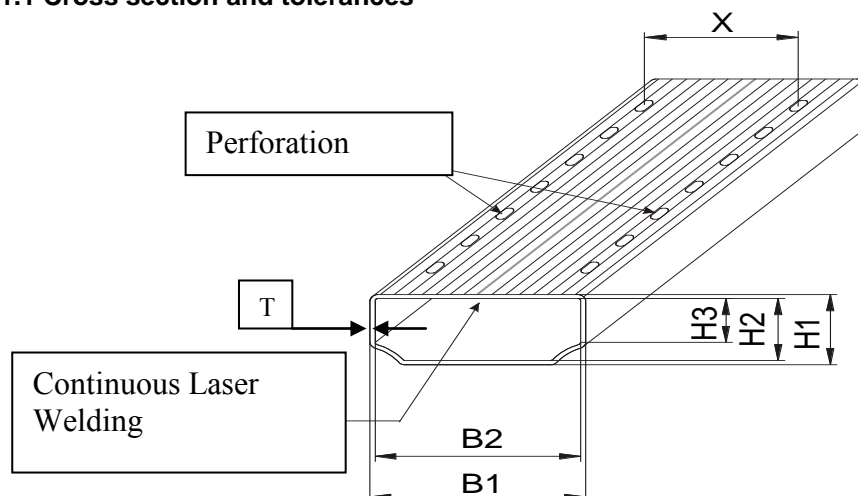 1.1 Cross section and tolerances
X
Perforation
T
H3
H2
H1
Continuous Laser
Welding
B2
B1